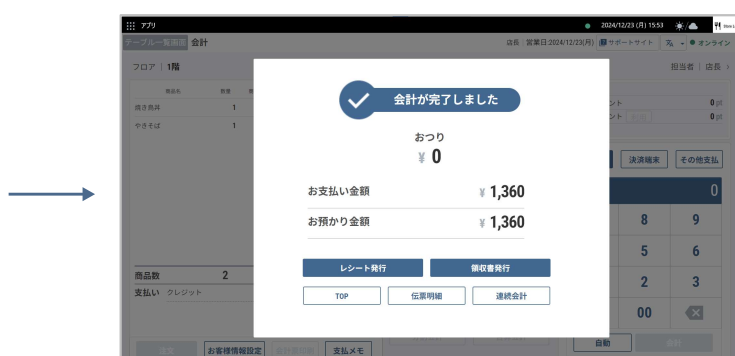 アプリ
2024/12/23 (月) 15:53
テーブル一覧画面 会計
店長 営業日:2024/12/23(月) サポートサイト オンライン
フロア 1階
担当者 店長
商品名 数量
焼き鳥丼 1
やきそば 1
会計が完了しました
おつり
¥ 0
お支払い金額 ¥ 1,360
お預かり金額 ¥ 1,360
レシート発行 領収書発行
TOP 伝票明細 連続会計
商品数 2
支払い クレジット
お客様情報設定 支払メモ
ント 0 pt
ント 利用 0 pt
決済端末 その他支払
0
8 9
5 6
2 3
00
自動 会計